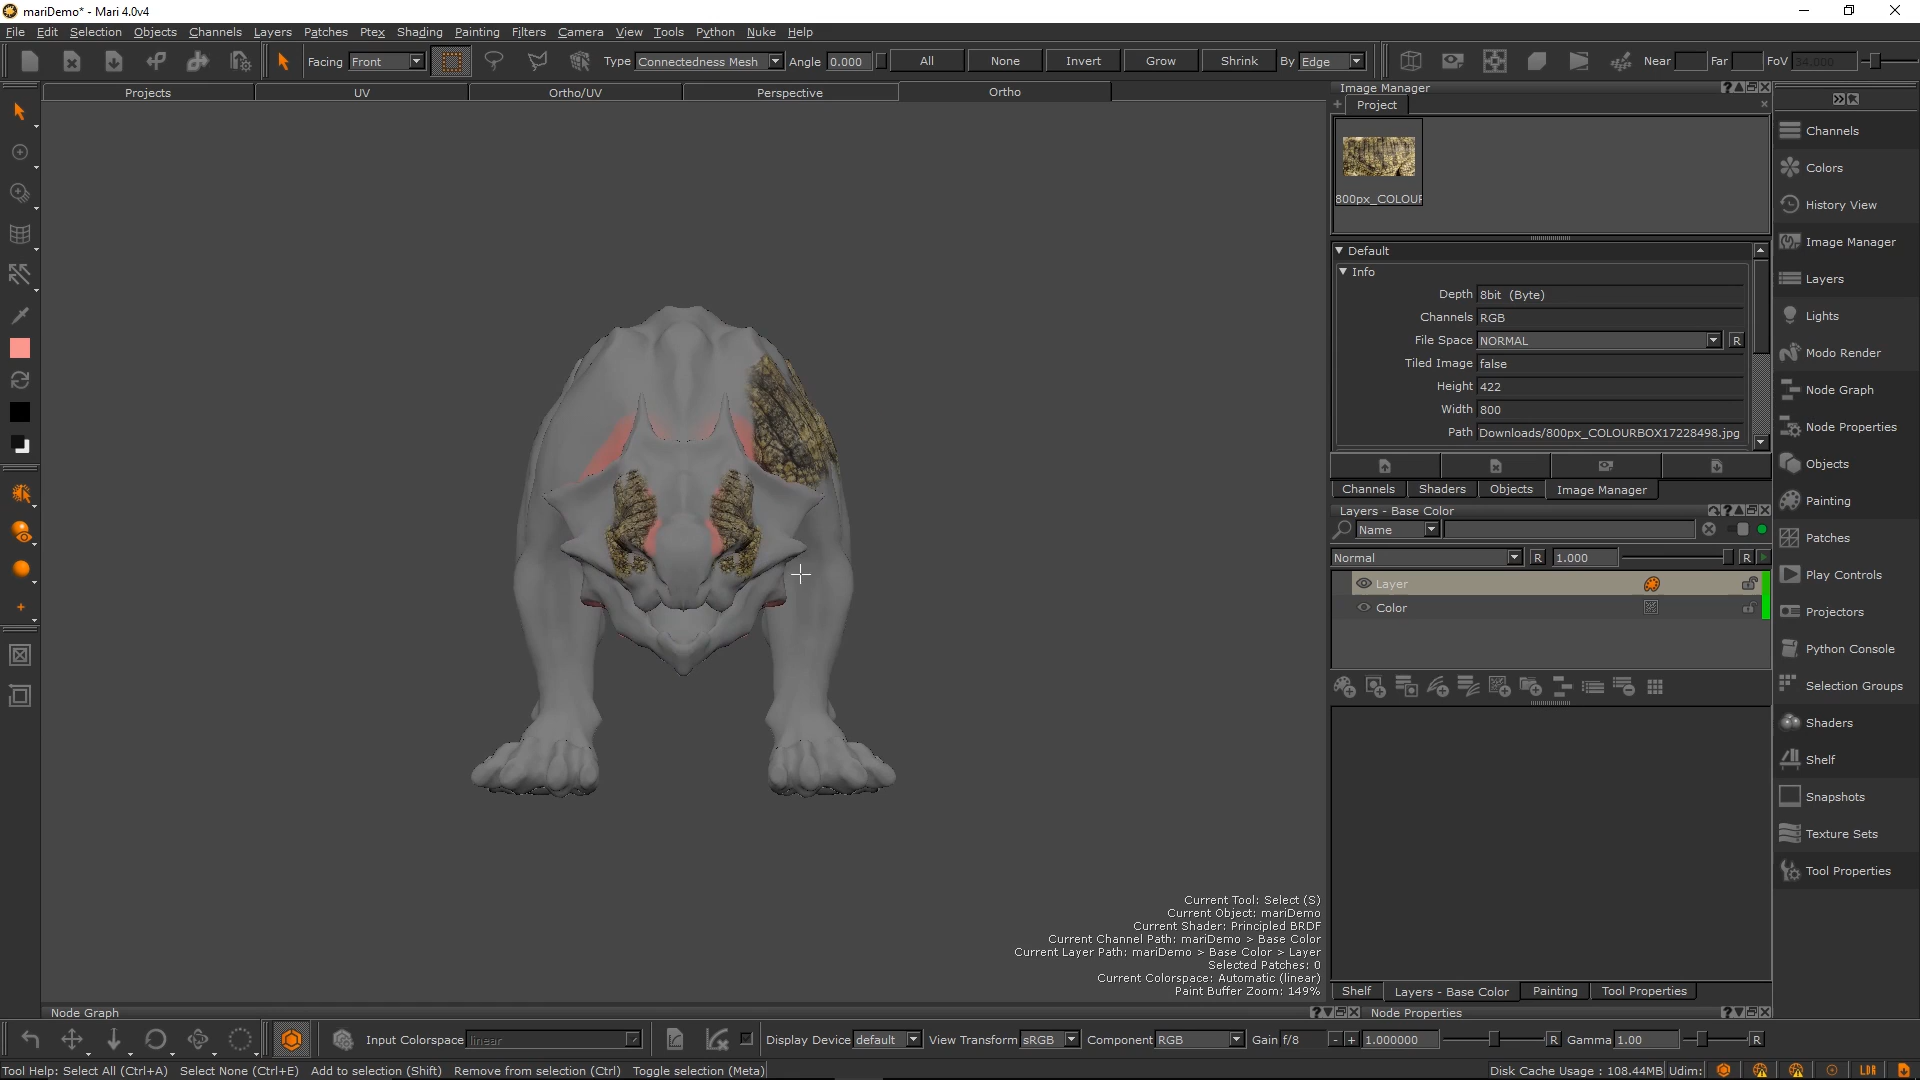 mariDemo* - Mari 4.0v4
File Edit Selection Objects Channels Layers Patches Ptex Shading Painting Filters Camera View Tools Python Nuke Help
Facing Front Type Connectedness Mesh Angle 0.000 All None Invert Grow Shrink By Edge Near Far FoV 34.000
Projects UV Ortho/UV Perspective Ortho
Image Manager
Project
800px_COLOUR
Default
Info
Depth 8bit (Byte)
Channels RGB
File Space NORMAL R
Tiled Image false
Height 422
Width 800
Path Downloads/800px_COLOURBOX17228498.jpg
Channels Shaders Objects Image Manager
Layers - Base Color
Name
Normal R 1.000 R
Layer
Color
Channels
Colors
History View
Image Manager
Layers
Lights
Modo Render
Node Graph
Node Properties
Objects
Painting
Patches
Play Controls
Projectors
Python Console
Selection Groups
Shaders
Shelf
Snapshots
Texture Sets
Tool Properties
Current Tool: Select (S)
Current Object: mariDemo
Current Shader: Principled BRDF
Current Channel Path: mariDemo > Base Color
Current Layer Path: mariDemo > Base Color > Layer
Selected Patches: 0
Current Colorspace: Automatic (linear)
Paint Buffer Zoom: 149%
Shelf Layers - Base Color Painting Tool Properties
Node Graph Node Properties
Input Colorspace linear Display Device default View Transform sRGB Component RGB Gain f/8 - + 1.000000 R Gamma 1.00 R
Tool Help: Select All (Ctrl+A) Select None (Ctrl+E) Add to selection (Shift) Remove from selection (Ctrl) Toggle selection (Meta) Disk Cache Usage : 108.44MB Udim: LDR